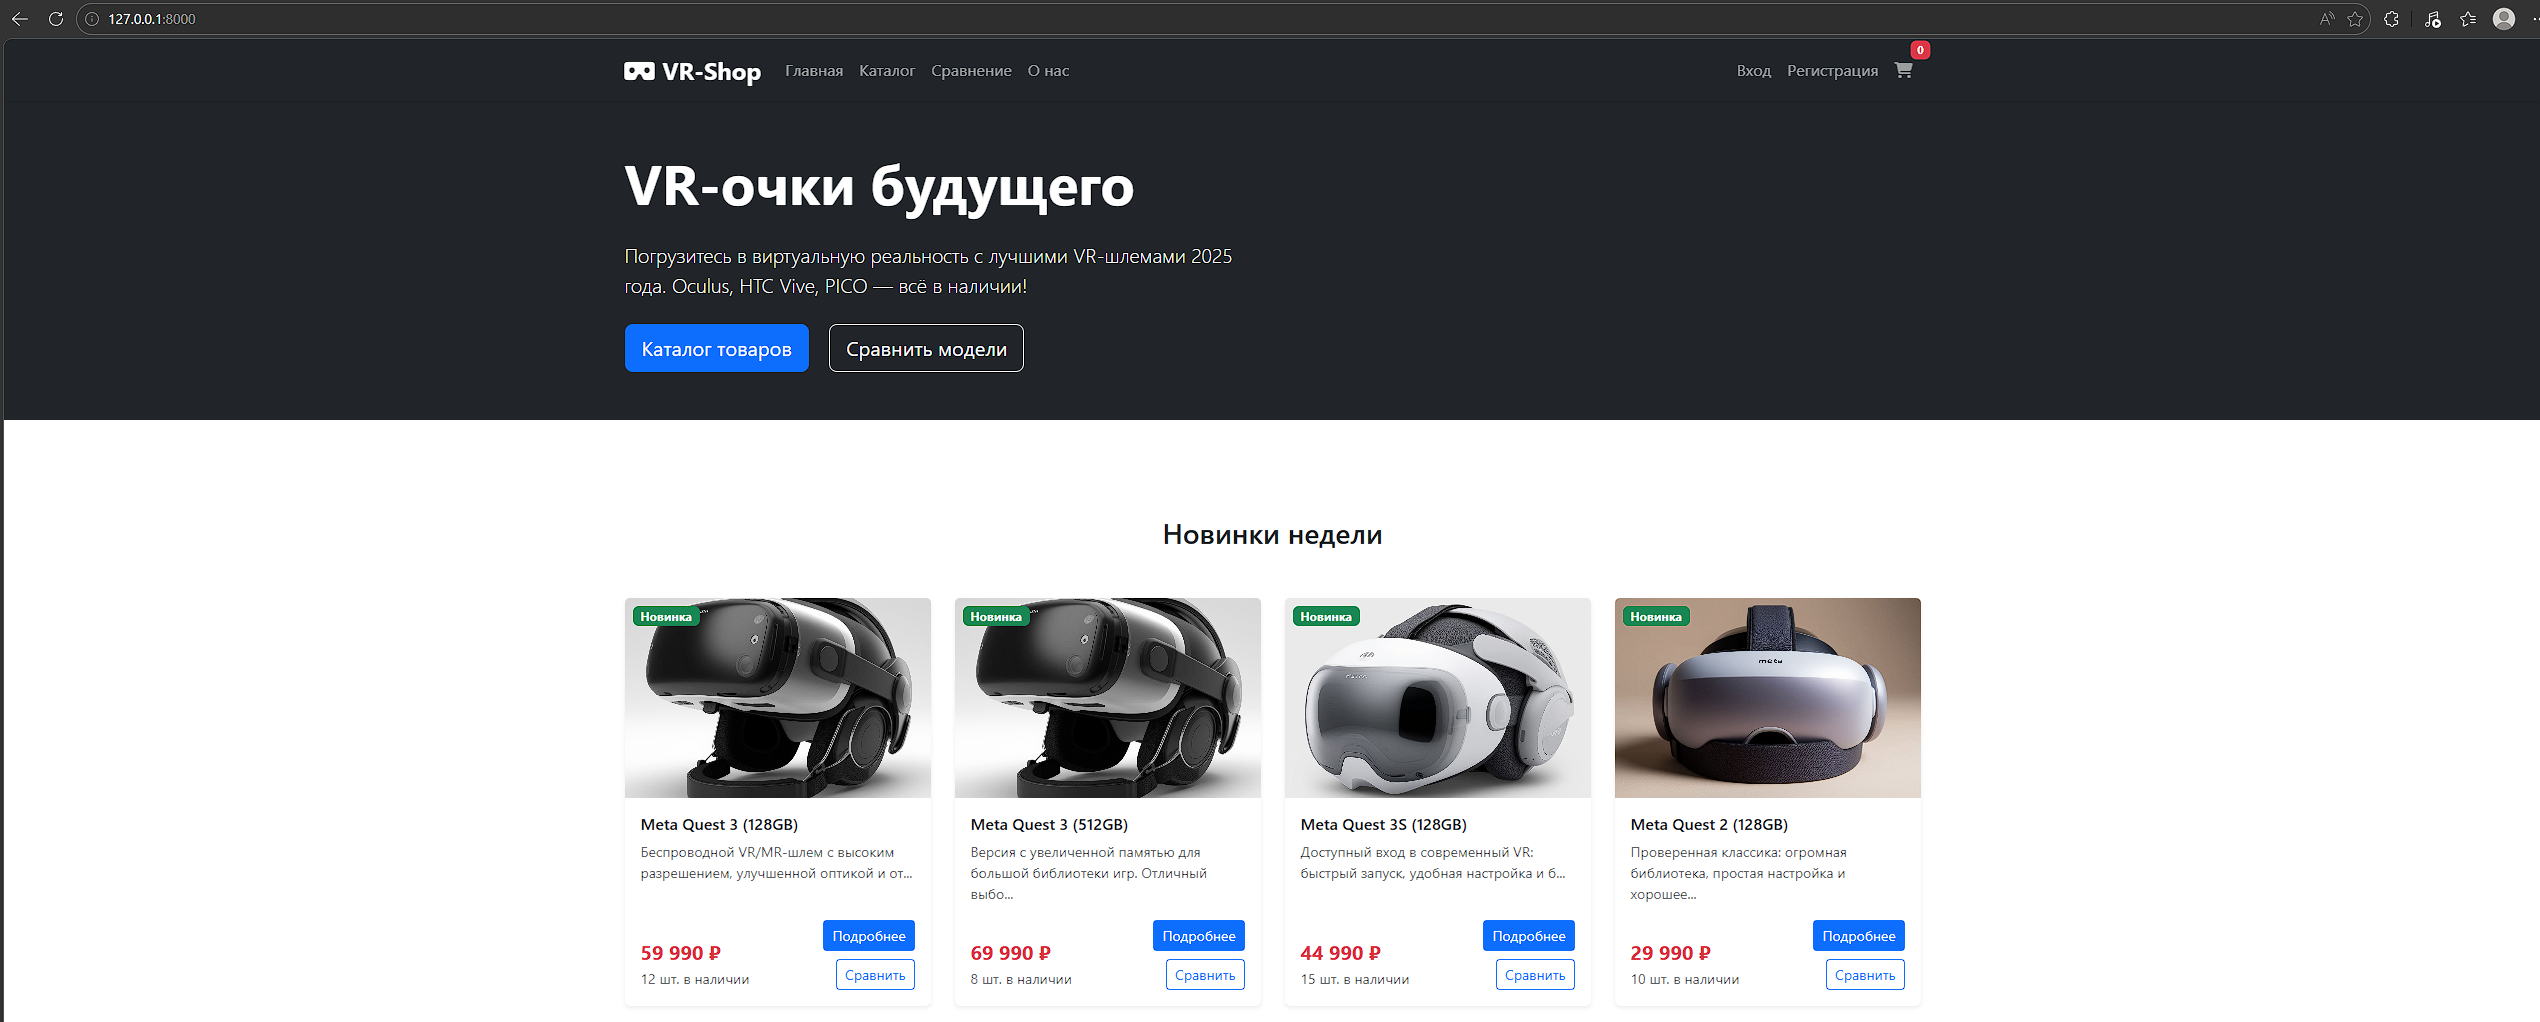 127.0.0.1:8000
VR-Shop Главная Каталог Сравнение О нас Вход Регистрация 0
VR-очки будущего
Погрузитесь в виртуальную реальность с лучшими VR-шлемами 2025
года. Oculus, HTC Vive, PICO — всё в наличии!
Каталог товаров Сравнить модели
Новинки недели
Новинка
Meta Quest 3 (128GB)
Беспроводной VR/MR-шлем с высоким
разрешением, улучшенной оптикой и от...
59 990 ₽
12 шт. в наличии
Подробнее
Сравнить
Новинка
Meta Quest 3 (512GB)
Версия с увеличенной памятью для
большой библиотеки игр. Отличный
выбо...
69 990 ₽
8 шт. в наличии
Подробнее
Сравнить
Новинка
Meta Quest 3S (128GB)
Доступный вход в современный VR:
быстрый запуск, удобная настройка и б...
44 990 ₽
15 шт. в наличии
Подробнее
Сравнить
Новинка
meta
Meta Quest 2 (128GB)
Проверенная классика: огромная
библиотека, простая настройка и
хорошее...
29 990 ₽
10 шт. в наличии
Подробнее
Сравнить